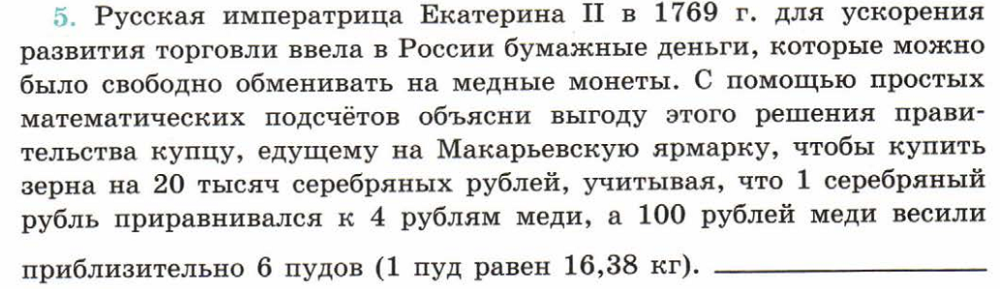 5. Русская императрица Екатерина II в 1769 г. для ускорения
развития торговли ввела в России бумажные деньги, которые можно
было свободно обменивать на медные монеты. С помощью простых
математических подсчётов объясни выгоду этого решения прави-
тельства купцу, едущему на Макарьевскую ярмарку, чтобы купить
зерна на 20 тысяч серебряных рублей, учитывая, что 1 серебряный
рубль приравнивался к 4 рублям меди, а 100 рублей меди весили
приблизительно 6 пудов (1 пуд равен 16,38 кг).